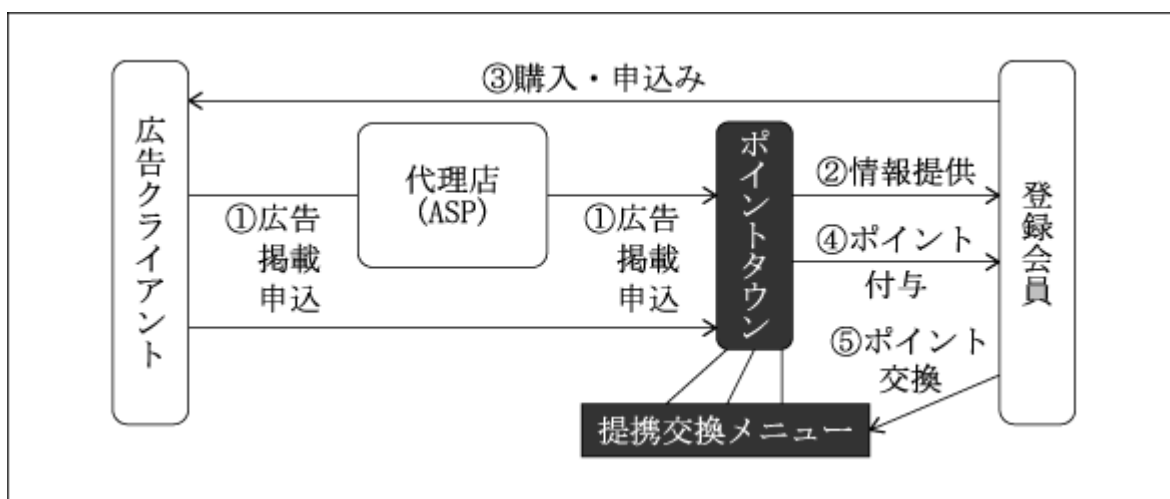 ③購入・申込み
広告クライアント
代理店
(ASP)
ポイントタウン
登録会員
①広告
掲載
申込
①広告
掲載
申込
②情報提供
④ポイント
付与
⑤ポイント
交換
提携交換メニュー